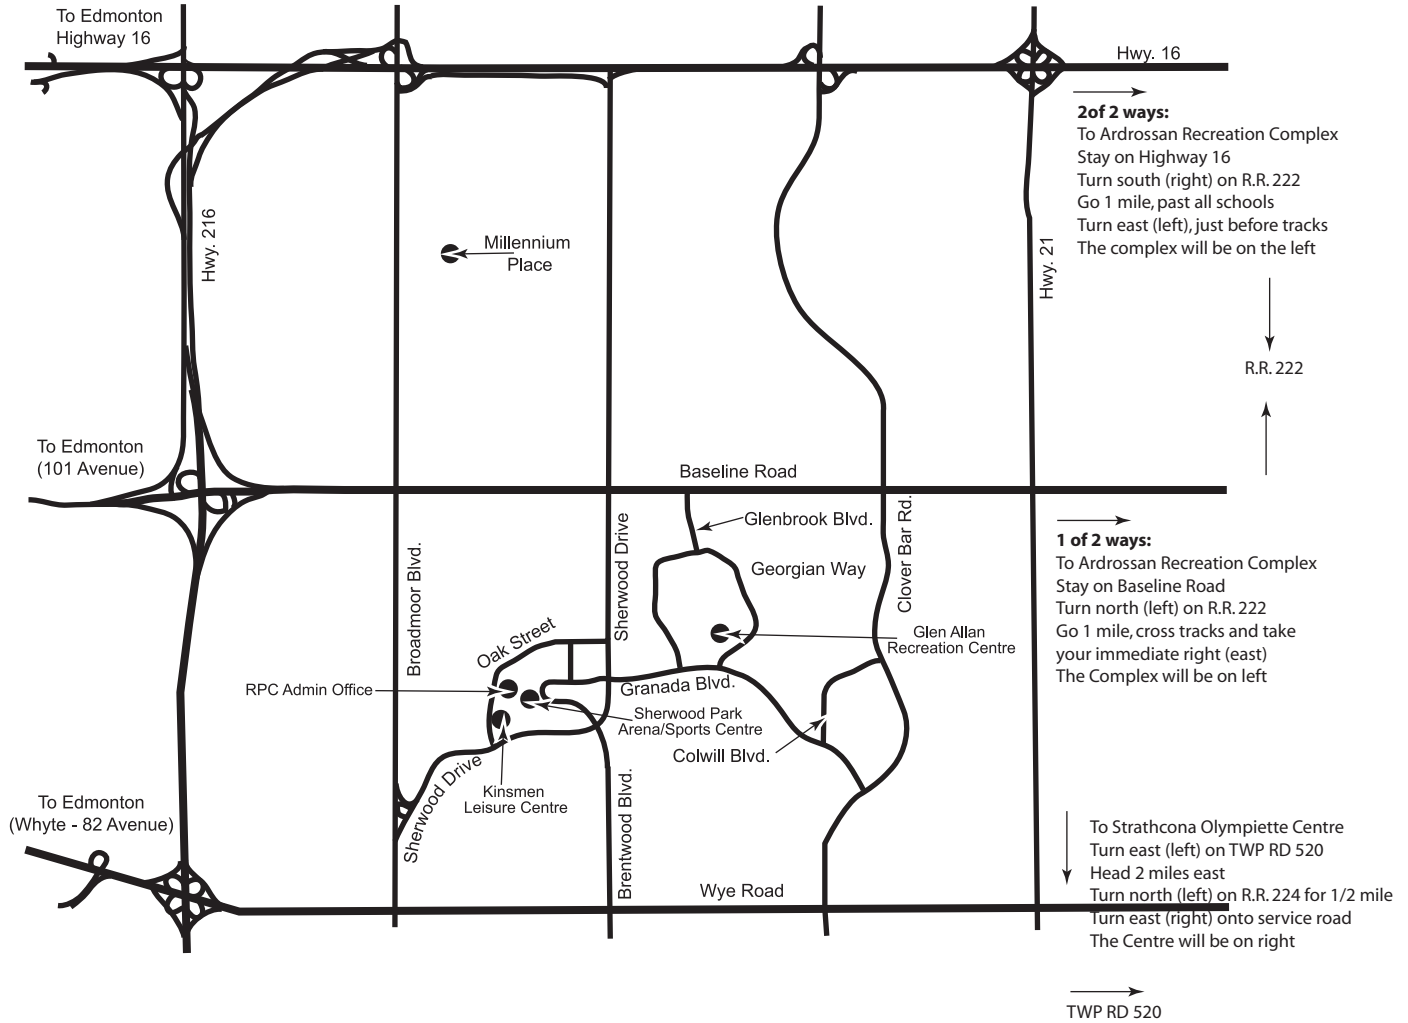 To Edmonton
Highway 16
Hwy. 16
2of 2 ways:
To Ardrossan Recreation Complex
Stay on Highway 16
Turn south (right) on R.R. 222
Go 1 mile, past all schools
Turn east (left), just before tracks
The complex will be on the left
Hwy. 216
Millennium
Place
Hwy. 21
R.R. 222
To Edmonton
(101 Avenue)
Baseline Road
Glenbrook Blvd.
Georgian Way
Clover Bar Rd.
Sherwood Drive
Broadmoor Blvd.
1 of 2 ways:
To Ardrossan Recreation Complex
Stay on Baseline Road
Turn north (left) on R.R. 222
Go 1 mile, cross tracks and take
your immediate right (east)
The Complex will be on left
Oak Street
Glen Allan
Recreation Centre
RPC Admin Office
Granada Blvd.
Sherwood Park
Arena/Sports Centre
Colwill Blvd.
Sherwood Drive
Kinsmen
Leisure Centre
Brentwood Blvd.
To Edmonton
(Whyte - 82 Avenue)
Wye Road
To Strathcona Olympiette Centre
Turn east (left) on TWP RD 520
Head 2 miles east
Turn north (left) on R.R. 224 for 1/2 mile
Turn east (right) onto service road
The Centre will be on right
TWP RD 520